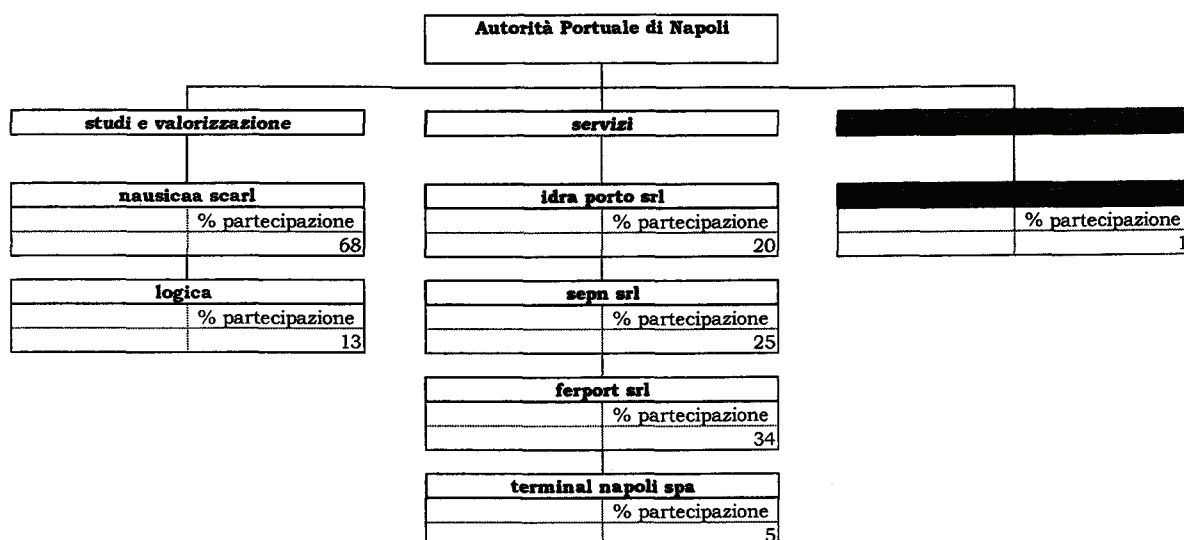 Autorità Portuale di Napoli
studi e valorizzazione
servizi
nausicaa scarl
% partecipazione
68
logica
% partecipazione
13
idra porto srl
% partecipazione
20
sepn srl
% partecipazione
25
ferport srl
% partecipazione
34
terminal napoli spa
% partecipazione
5
% partecipazione
1